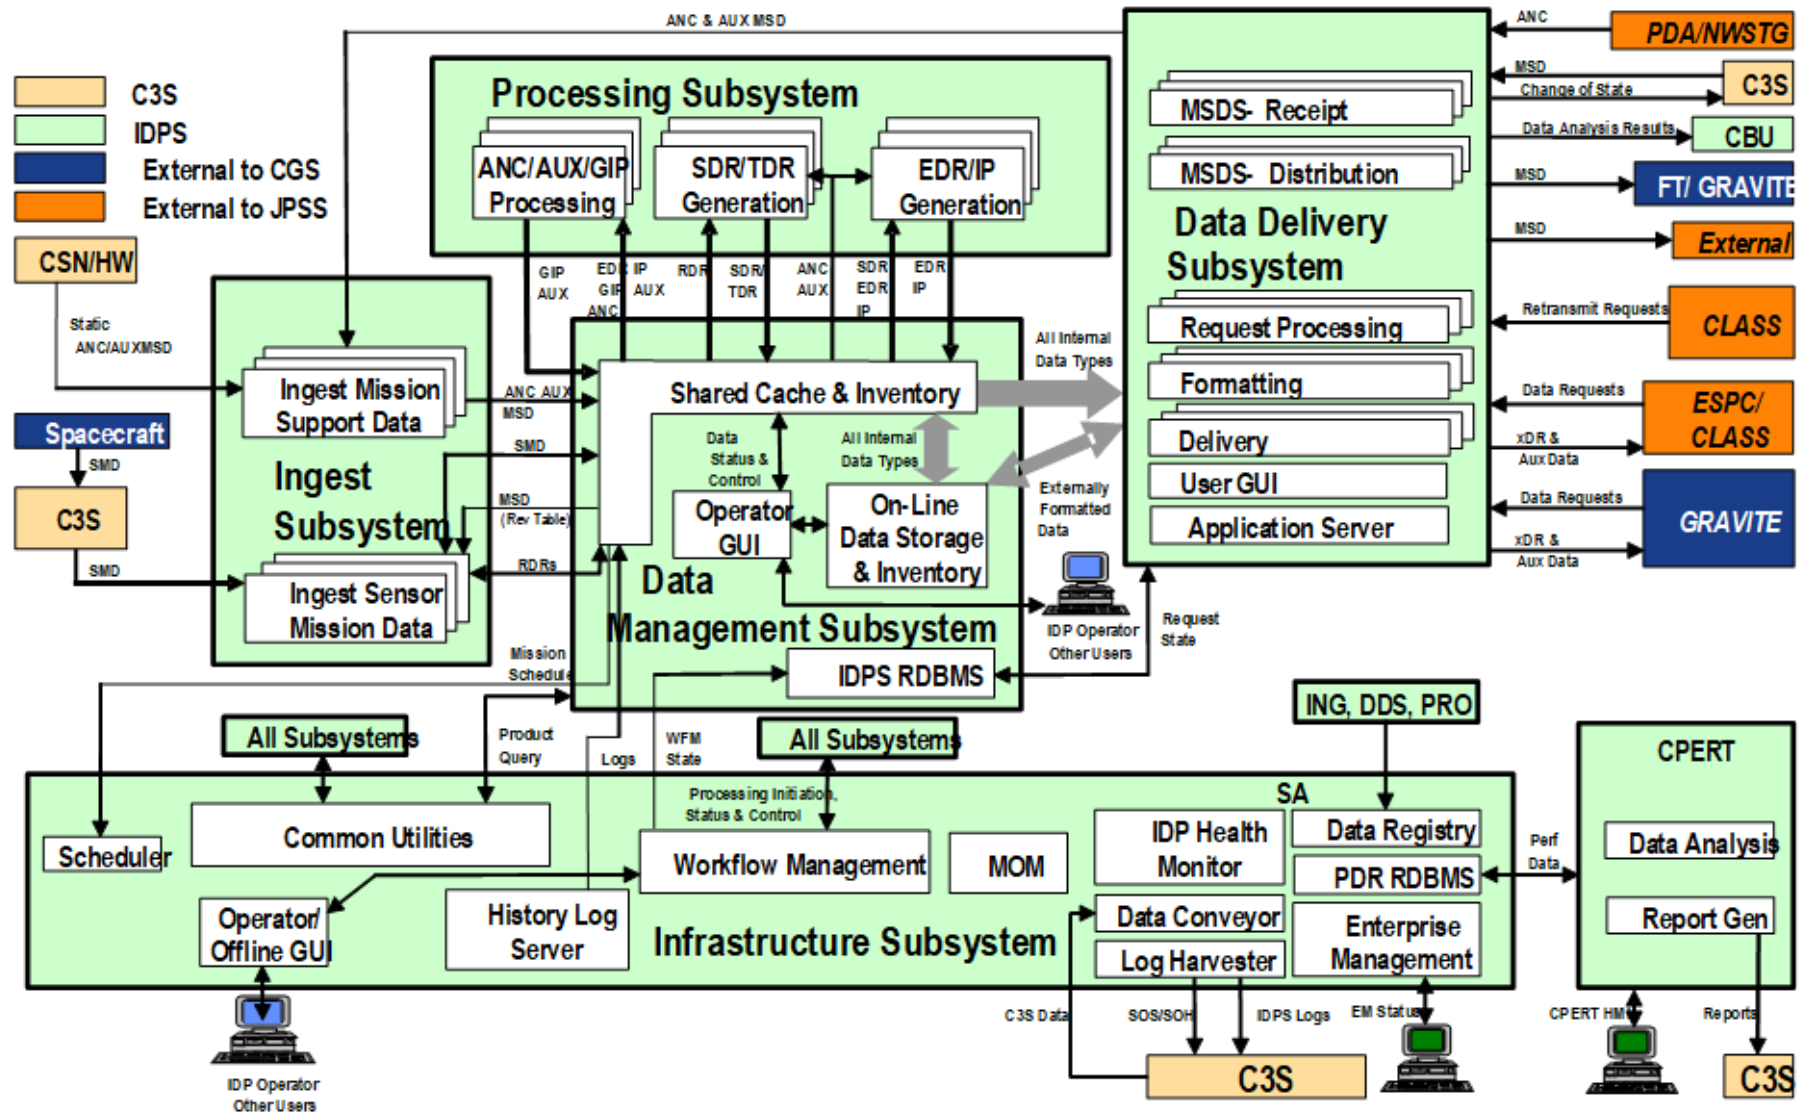 ANC & AUX MSD
C3S
IDPS
External to CGS
External to JPSS
CSN/HW
Static
ANC/AUXMSD
Spacecraft
SMD
C3S
SMD
Processing Subsystem
ANC/AUX/GIP
Processing
SDR/TDR
Generation
EDR/IP
Generation
GIP
AUX
EDR IP
GIP AUX
ANC
RDR
SDR/
TDR
ANC
AUX
SDR
EDR
IP
EDR
IP
Ingest Mission
Support Data
Ingest
Subsystem
Ingest Sensor
Mission Data
ANC AUX
MSD
SMD
MSD
(Rev Table)
RDRs
Mission
Schedule
Shared Cache & Inventory
Data
Status &
Control
All Internal
Data Types
Operator
GUI
On-Line
Data Storage
& Inventory
Data
Management Subsystem
IDPS RDBMS
All Internal
Data Types
Externally
Formatted
Data
IDP Operator
Other Users
Request
State
MSDS- Receipt
MSDS- Distribution
Data Delivery
Subsystem
Request Processing
Formatting
Delivery
User GUI
Application Server
ANC
PDA/NWSTG
MSD
Change of State
C3S
Data Analysis Results
CBU
MSD
FT/ GRAVITE
MSD
External
Retransmit Requests
CLASS
Data Requests
xDR &
Aux Data
ESPC/
CLASS
Data Requests
xDR &
Aux Data
GRAVITE
All Subsystems
Product
Query
Logs
WFM
State
All Subsystems
Processing Initiation,
Status & Control
ING, DDS, PRO
SA
Scheduler
Common Utilities
Operator/
Offline GUI
History Log
Server
Workflow Management
MOM
Infrastructure Subsystem
IDP Health
Monitor
Data Registry
PDR RDBMS
Data Conveyor
Log Harvester
Enterprise
Management
Perf
Data
CPERT
Data Analysis
Report Gen
IDP Operator
Other Users
C3S Data
SOS/SOH
IDPS Logs
EM Status
C3S
CPERT HM
Reports
C3S